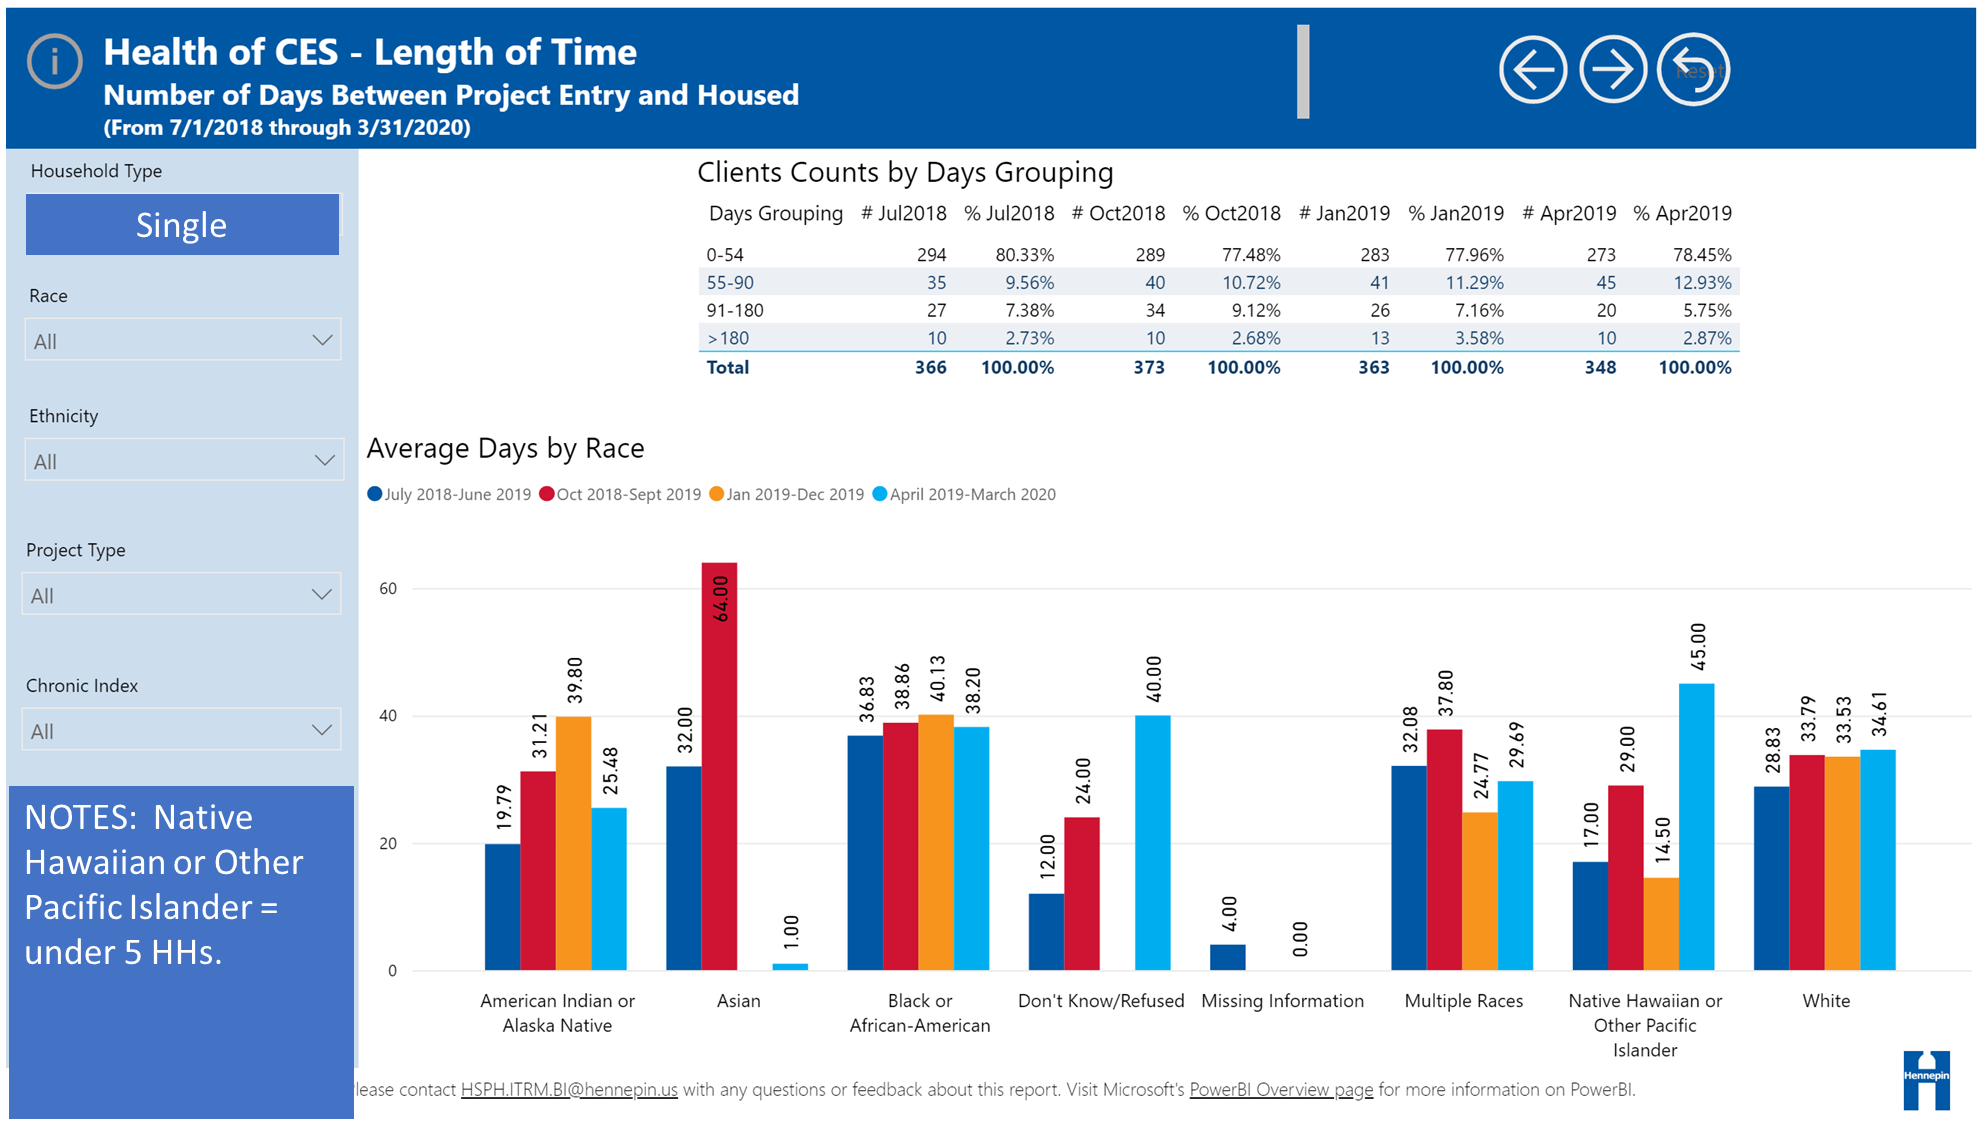 Health of CES - Length of Time
Number of Days Between Project Entry and Housed
(From 7/1/2018 through 3/31/2020)
Reset
Household Type
Single
Race
All
Ethnicity
All
Project Type
All
Chronic Index
All
NOTES:  Native
Hawaiian or Other
Pacific Islander =
under 5 HHs.
Clients Counts by Days Grouping
Days Grouping # Jul2018 % Jul2018 # Oct2018 % Oct2018 # Jan2019 % Jan2019 # Apr2019 % Apr2019
0-54 294 80.33% 289 77.48% 283 77.96% 273 78.45%
55-90 35 9.56% 40 10.72% 41 11.29% 45 12.93%
91-180 27 7.38% 34 9.12% 26 7.16% 20 5.75%
>180 10 2.73% 10 2.68% 13 3.58% 10 2.87%
Total 366 100.00% 373 100.00% 363 100.00% 348 100.00%
Average Days by Race
July 2018-June 2019 Oct 2018-Sept 2019 Jan 2019-Dec 2019 April 2019-March 2020
60
40
20
0
19.79 31.21 39.80 25.48
32.00 64.00 1.00
36.83 38.86 40.13 38.20
12.00 24.00 40.00
4.00 0.00
32.08 37.80 24.77 29.69
17.00 29.00 14.50 45.00
28.83 33.79 33.53 34.61
American Indian or
Alaska Native
Asian
Black or
African-American
Don't Know/Refused
Missing Information
Multiple Races
Native Hawaiian or
Other Pacific
Islander
White
lease contact HSPH.ITRM.BI@hennepin.us with any questions or feedback about this report. Visit Microsoft's PowerBI Overview page for more information on PowerBI.
Hennepin